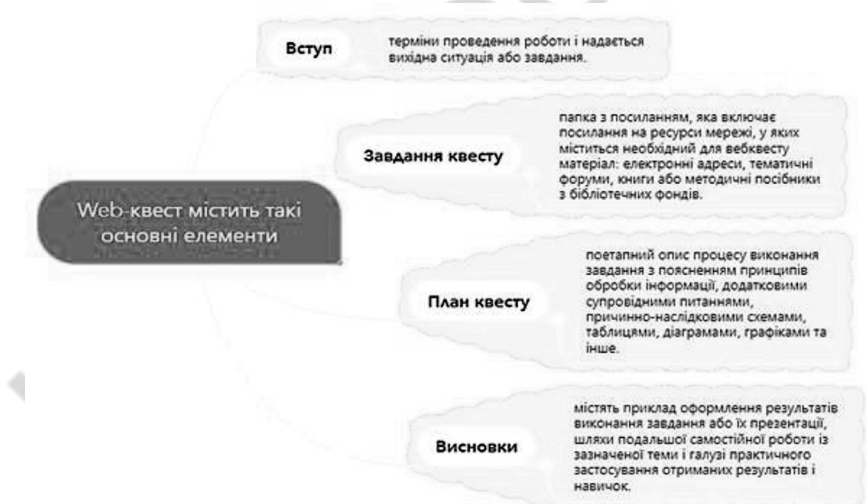 Вступ
терміни проведення роботи і надається
вихідна ситуація або завдання.
Завдання квесту
папка з посиланням, яка включає
посилання на ресурси мережі, у яких
міститься необхідний для вебквесту
матеріал: електронні адреси, тематичні
форуми, книги або методичні посібники
з бібліотечних фондів.
Web-квест містить такі
основні елементи
План квесту
поетапний опис процесу виконання
завдання з поясненням принципів
обробки інформації, додатковими
супровідними питаннями,
причинно-наслідковими схемами,
таблицями, діаграмами, графіками та
інше.
Висновки
містять приклад оформлення результатів
виконання завдання або їх презентації,
шляхи подальшої самостійної роботи із
зазначеної теми і галузі практичного
застосування отриманих результатів і
навичок.